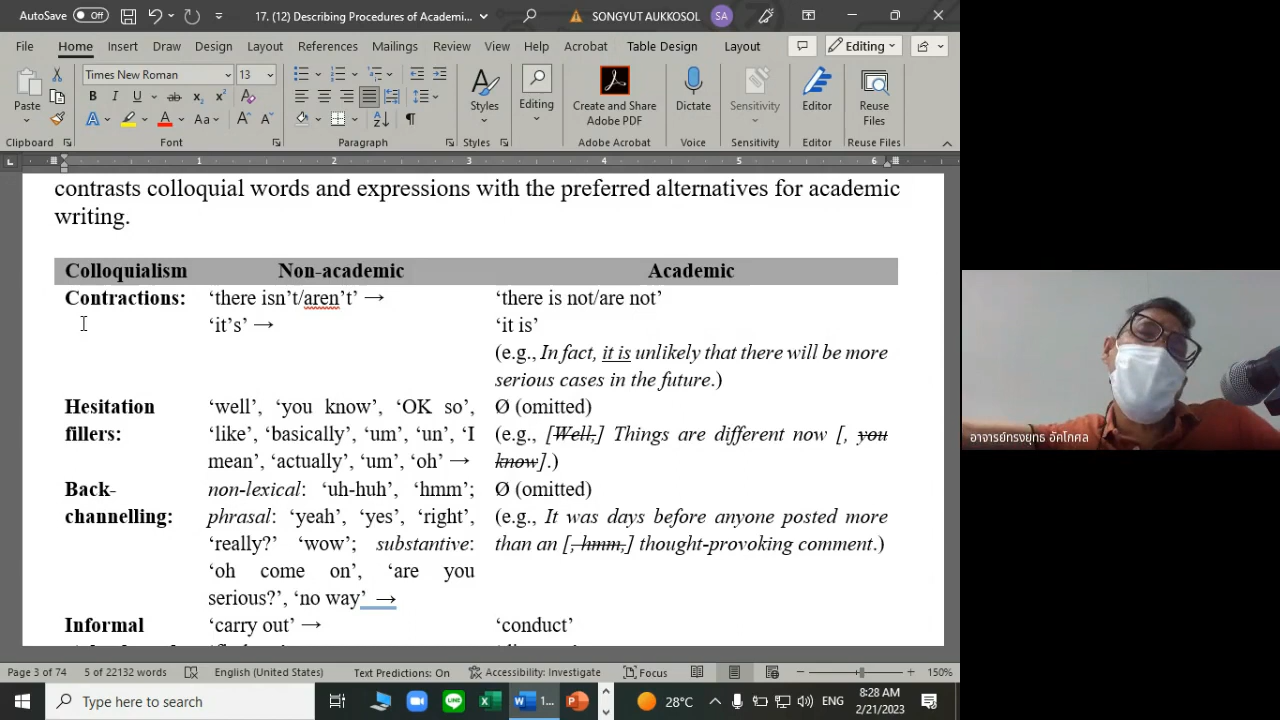 AutoSave Off 17. (12) Describing Procedures of Academi... SONGYUT AUKKOSOL SA
File Home Insert Draw Design Layout References Mailings Review View Help Acrobat Table Design Layout Editing
Times New Roman 13
Paste Styles Editing Create and Share Adobe PDF Dictate Sensitivity Editor Reuse Files
Clipboard Font Paragraph Styles Adobe Acrobat Voice Sensitivity Editor Reuse Files
1 2 3 4 5 6
contrasts colloquial words and expressions with the preferred alternatives for academic
writing.
Colloquialism Non-academic Academic
Contractions: ‘there isn’t/aren’t’ → ‘there is not/are not’
‘it’s’ → ‘it is’
(e.g., In fact, it is unlikely that there will be more
serious cases in the future.)
Hesitation ‘well’, ‘you know’, ‘OK so’, Ø (omitted)
fillers: ‘like’, ‘basically’, ‘um’, ‘un’, ‘I (e.g., [Well,] Things are different now [, you
mean’, ‘actually’, ‘um’, ‘oh’ → know].)
Back- non-lexical: ‘uh-huh’, ‘hmm’; Ø (omitted)
channelling: phrasal: ‘yeah’, ‘yes’, ‘right’, (e.g., It was days before anyone posted more
‘really?’ ‘wow’; substantive: than an [, hmm,] thought-provoking comment.)
‘oh come on’, ‘are you
serious?’, ‘no way’ →
Informal ‘carry out’ → ‘conduct’
อาจารย์ทรงยุทธ อัคโกศล
Page 3 of 74 5 of 22132 words English (United States) Text Predictions: On Accessibility: Investigate Focus 150%
Type here to search 1... 28°C ENG 8:28 AM
2/21/2023